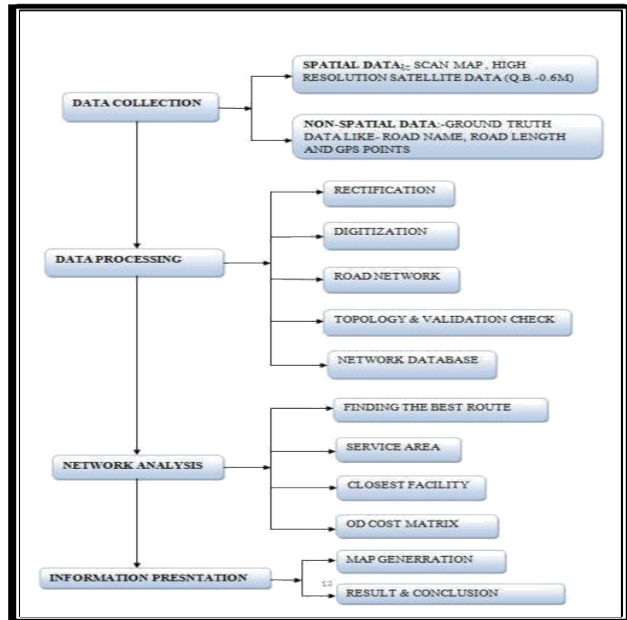 DATA COLLECTION
SPATIAL DATA:- SCAN MAP , HIGH
RESOLUTION SATELLITE DATA (Q.B.-0.6M)
NON-SPATIAL DATA:-GROUND TRUTH
DATA LIKE- ROAD NAME, ROAD LENGTH
AND GPS POINTS
DATA PROCESSING
RECTIFICATION
DIGITIZATION
ROAD NETWORK
TOPOLOGY & VALIDATION CHECK
NETWORK DATABASE
NETWORK ANALYSIS
FINDING THE BEST ROUTE
SERVICE AREA
CLOSEST FACILITY
OD COST MATRIX
INFORMATION PRESNTATION
MAP GENERRATION
12
RESULT & CONCLUSION